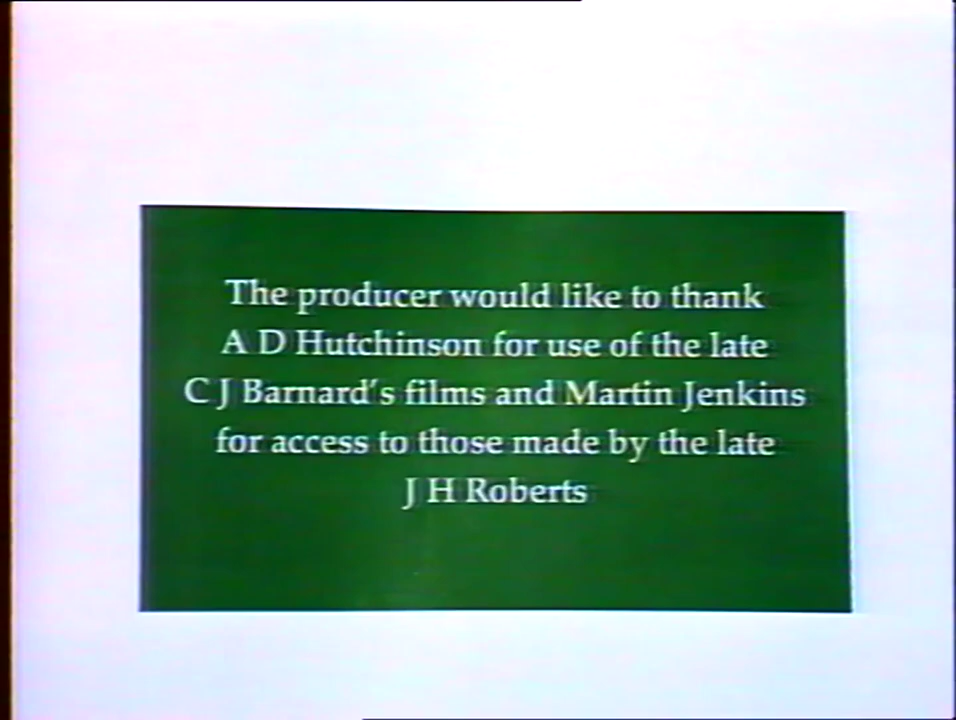 The producer would like to thank
A D Hutchinson for use of the late
C J Barnard's films and Martin Jenkins
for access to those made by the late
J H Roberts